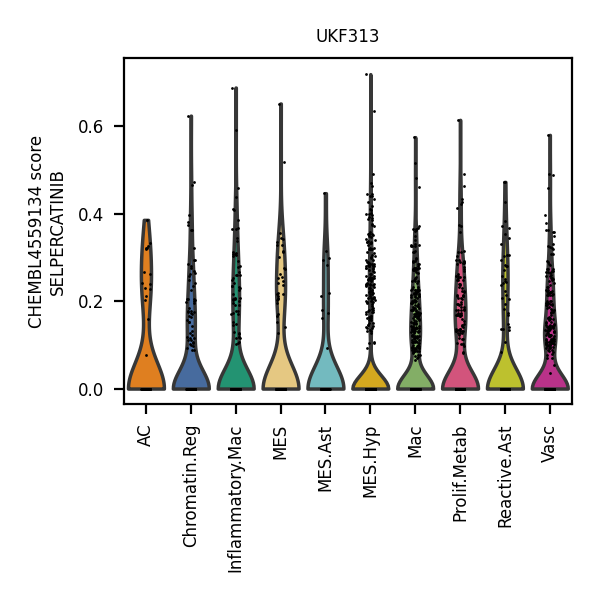 UKF313
CHEMBL4559134 score
SELPERCATINIB
0.6
0.4
0.2
0.0
AC
Chromatin.Reg
Inflammatory.Mac
MES
MES.Ast
MES.Hyp
Mac
Prolif.Metab
Reactive.Ast
Vasc